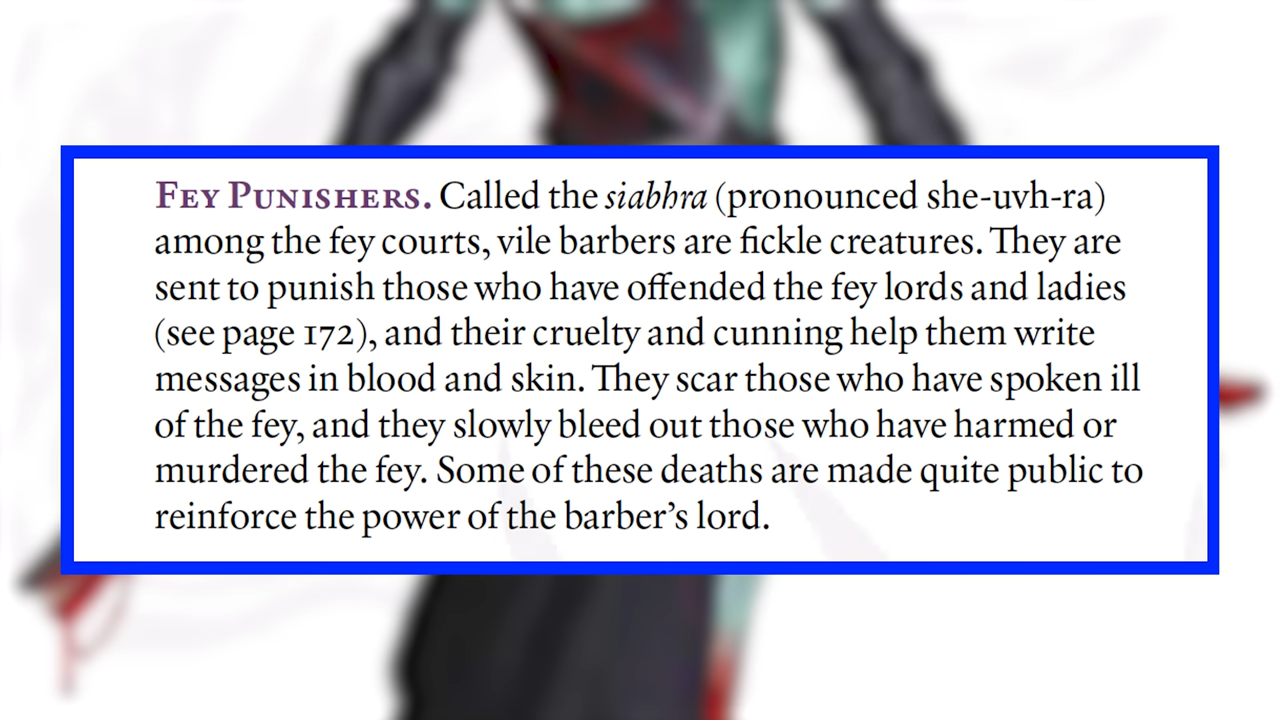 Fey Punishers. Called the siabhra (pronounced she-uvh-ra)
among the fey courts, vile barbers are fickle creatures. They are
sent to punish those who have offended the fey lords and ladies
(see page 172), and their cruelty and cunning help them write
messages in blood and skin. They scar those who have spoken ill
of the fey, and they slowly bleed out those who have harmed or
murdered the fey. Some of these deaths are made quite public to
reinforce the power of the barber’s lord.